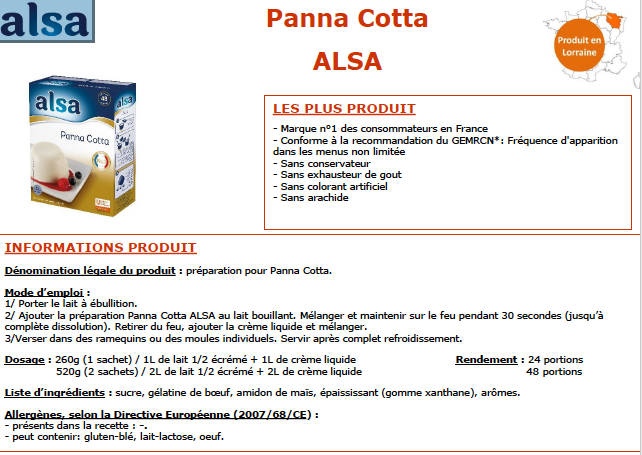 alsa
Panna Cotta
ALSA
Produit en
Lorraine
alsa
Panna Cotta
LES PLUS PRODUIT
- Marque n°1 des consommateurs en France
- Conforme à la recommandation du GEMRCN*: Fréquence d'apparition
dans les menus non limitée
- Sans conservateur
- Sans exhausteur de gout
- Sans colorant artificiel
- Sans arachide
INFORMATIONS PRODUIT
Dénomination légale du produit : préparation pour Panna Cotta.
Mode d'emploi :
1/ Porter le lait à ébullition.
2/ Ajouter la préparation Panna Cotta ALSA au lait bouillant. Mélanger et maintenir sur le feu pendant 30 secondes (jusqu'à
complète dissolution). Retirer du feu, ajouter la crème liquide et mélanger.
3/Verser dans des ramequins ou des moules individuels. Servir après complet refroidissement.
Dosage : 260g (1 sachet) / 1L de lait 1/2 écrémé + 1L de crème liquide Rendement : 24 portions
520g (2 sachets) / 2L de lait 1/2 écrémé + 2L de crème liquide 48 portions
Liste d'ingrédients : sucre, gélatine de bœuf, amidon de maïs, épaississant (gomme xanthane), arômes.
Allergènes, selon la Directive Européenne (2007/68/CE) :
- présents dans la recette : -.
- peut contenir: gluten-blé, lait-lactose, oeuf.